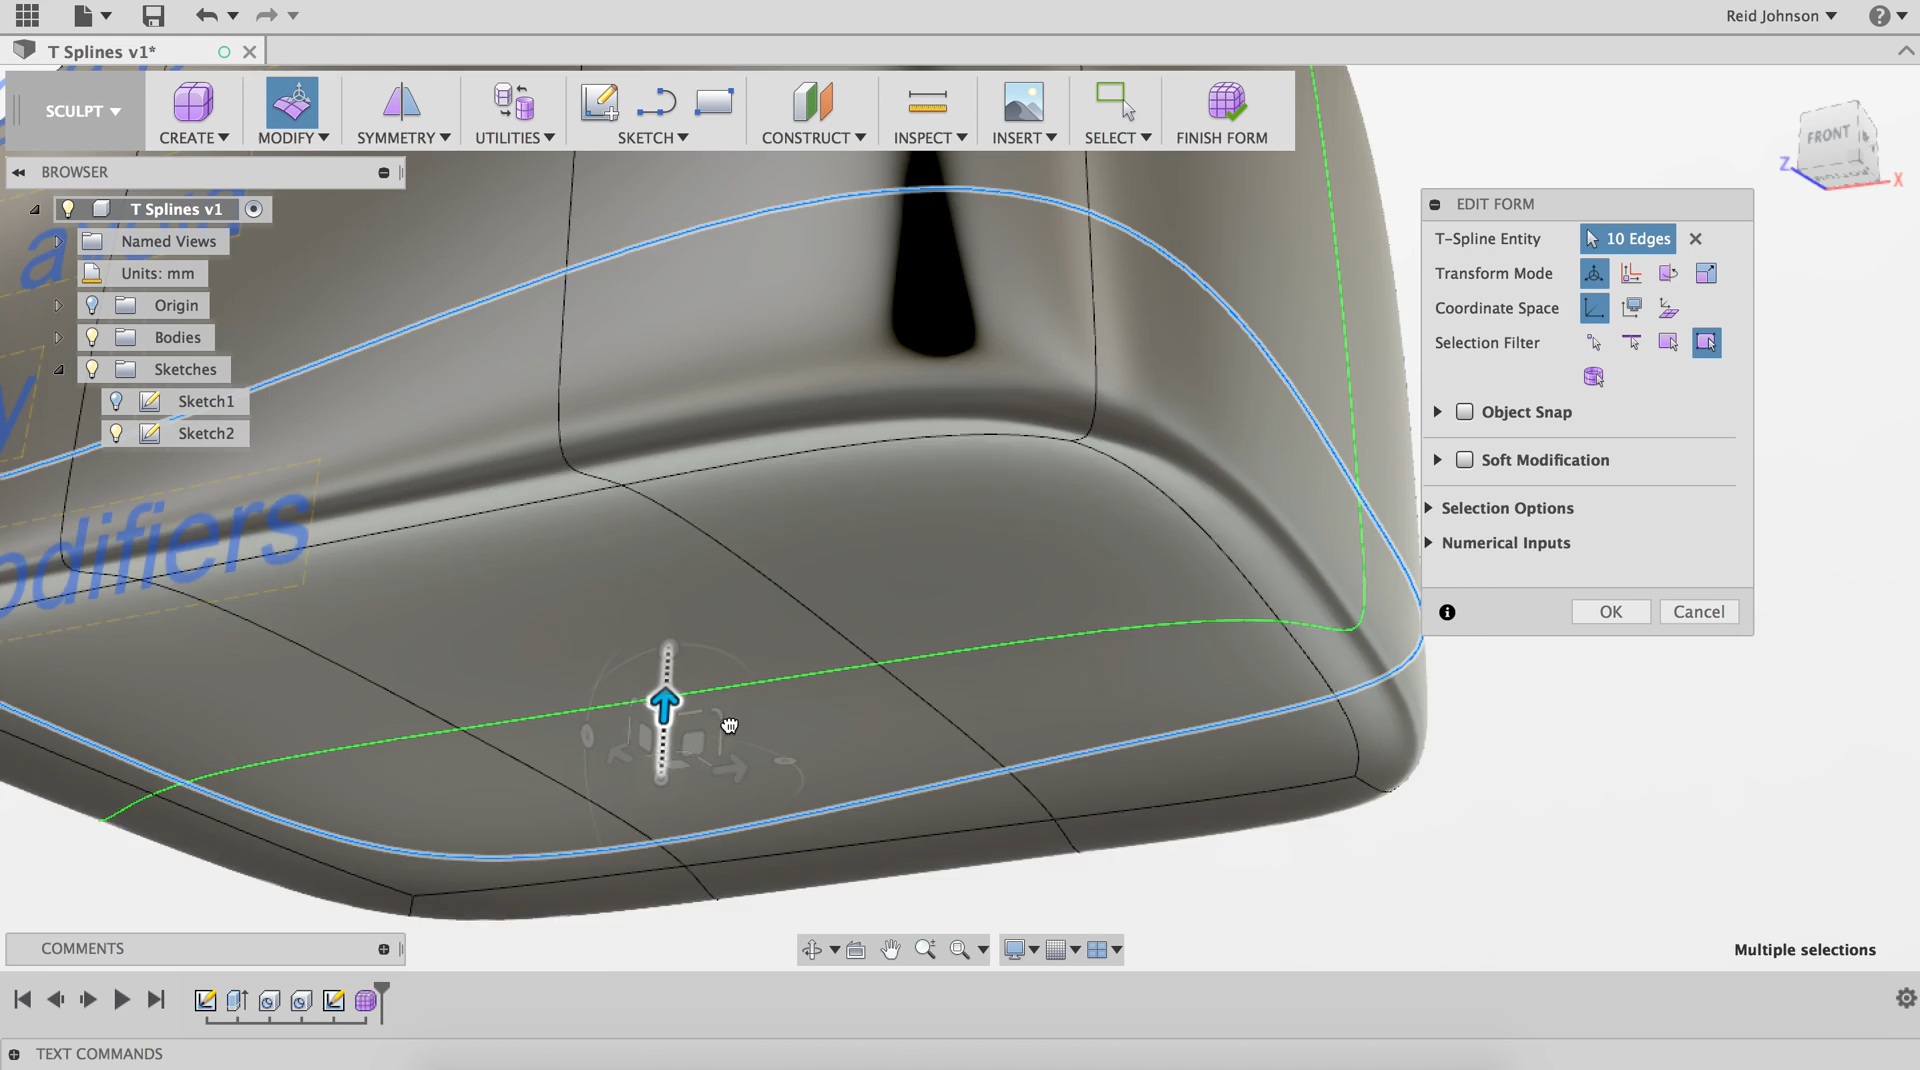 Reid Johnson
T Splines v1*
SCULPT
CREATE
MODIFY
SYMMETRY
UTILITIES
SKETCH
CONSTRUCT
INSPECT
INSERT
SELECT
FINISH FORM
BROWSER
T Splines v1
Named Views
Units: mm
Origin
Bodies
Sketches
Sketch1
Sketch2
odifiers
FRONT
BOTTOM
Z
X
EDIT FORM
T-Spline Entity
10 Edges
Transform Mode
Coordinate Space
Selection Filter
Object Snap
Soft Modification
Selection Options
Numerical Inputs
OK
Cancel
COMMENTS
Multiple selections
TEXT COMMANDS